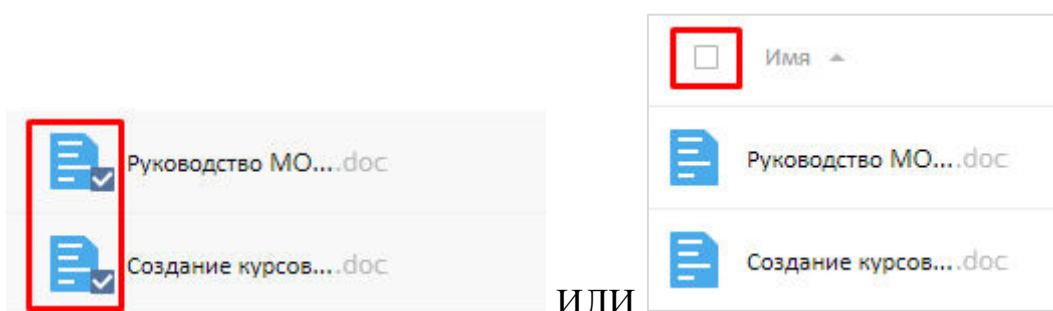 Руководство МО....doc
Создание курсов....doc
или
Имя
Руководство МО....doc
Создание курсов....doc